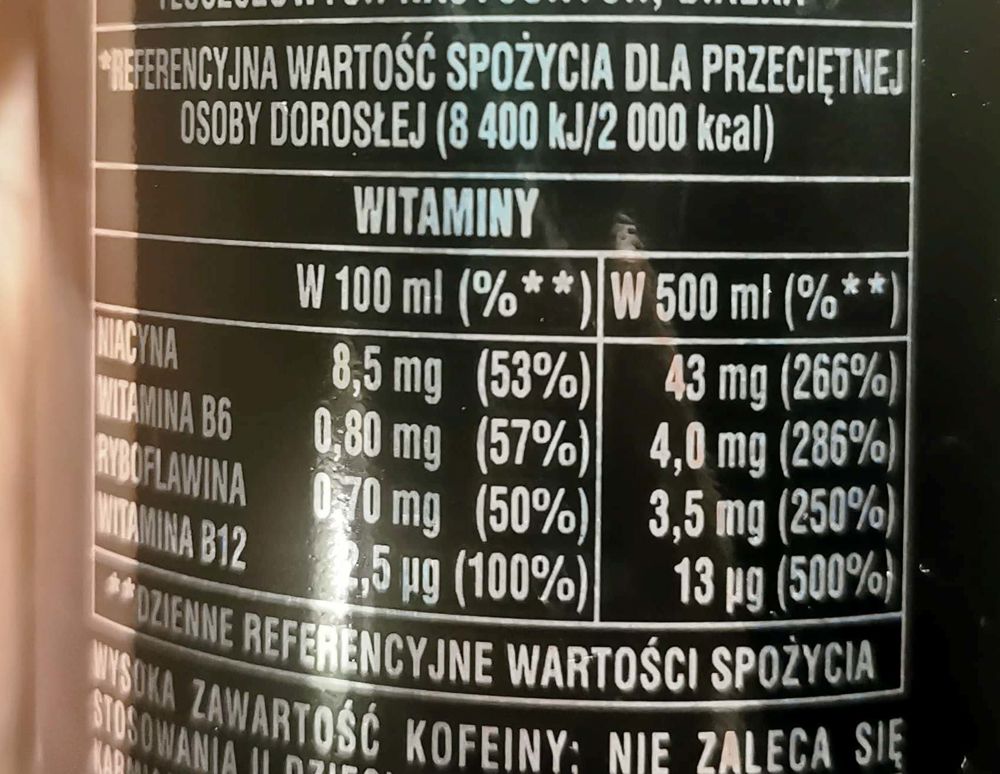 *REFERENCYJNA WARTOŚĆ SPOŻYCIA DLA PRZECIĘTNEJ
OSOBY DOROSŁEJ (8 400 kJ/2 000 kcal)
WITAMINY
W 100 ml (%**) W 500 ml (%**)
NIACYNA 8,5 mg (53%) 43 mg (266%)
WITAMINA B6 0,80 mg (57%) 4,0 mg (286%)
RYBOFLAWINA 0,70 mg (50%) 3,5 mg (250%)
WITAMINA B12 2,5 µg (100%) 13 µg (500%)
**DZIENNE REFERENCYJNE WARTOŚCI SPOŻYCIA
WYSOKA ZAWARTOŚĆ KOFEINY; NIE ZALECA SIĘ
STOSOWANIA U DZIECI